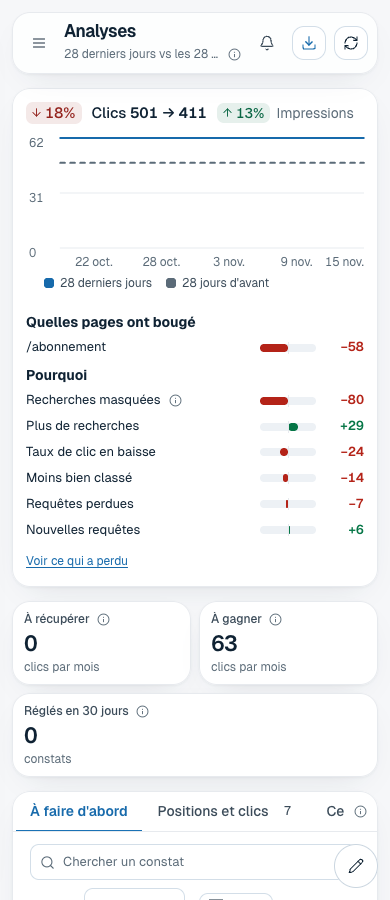 Analyses
28 derniers jours vs les 28 ...
↓ 18% Clics 501 → 411 ↑ 13% Impressions
62
31
0
22 oct. 28 oct. 3 nov. 9 nov. 15 nov.
28 derniers jours 28 jours d'avant
Quelles pages ont bougé
/abonnement −58
Pourquoi
Recherches masquées −80
Plus de recherches +29
Taux de clic en baisse −24
Moins bien classé −14
Requêtes perdues −7
Nouvelles requêtes +6
Voir ce qui a perdu
À récupérer
0
clics par mois
À gagner
63
clics par mois
Réglés en 30 jours
0
constats
À faire d'abord Positions et clics 7 Ce
Chercher un constat